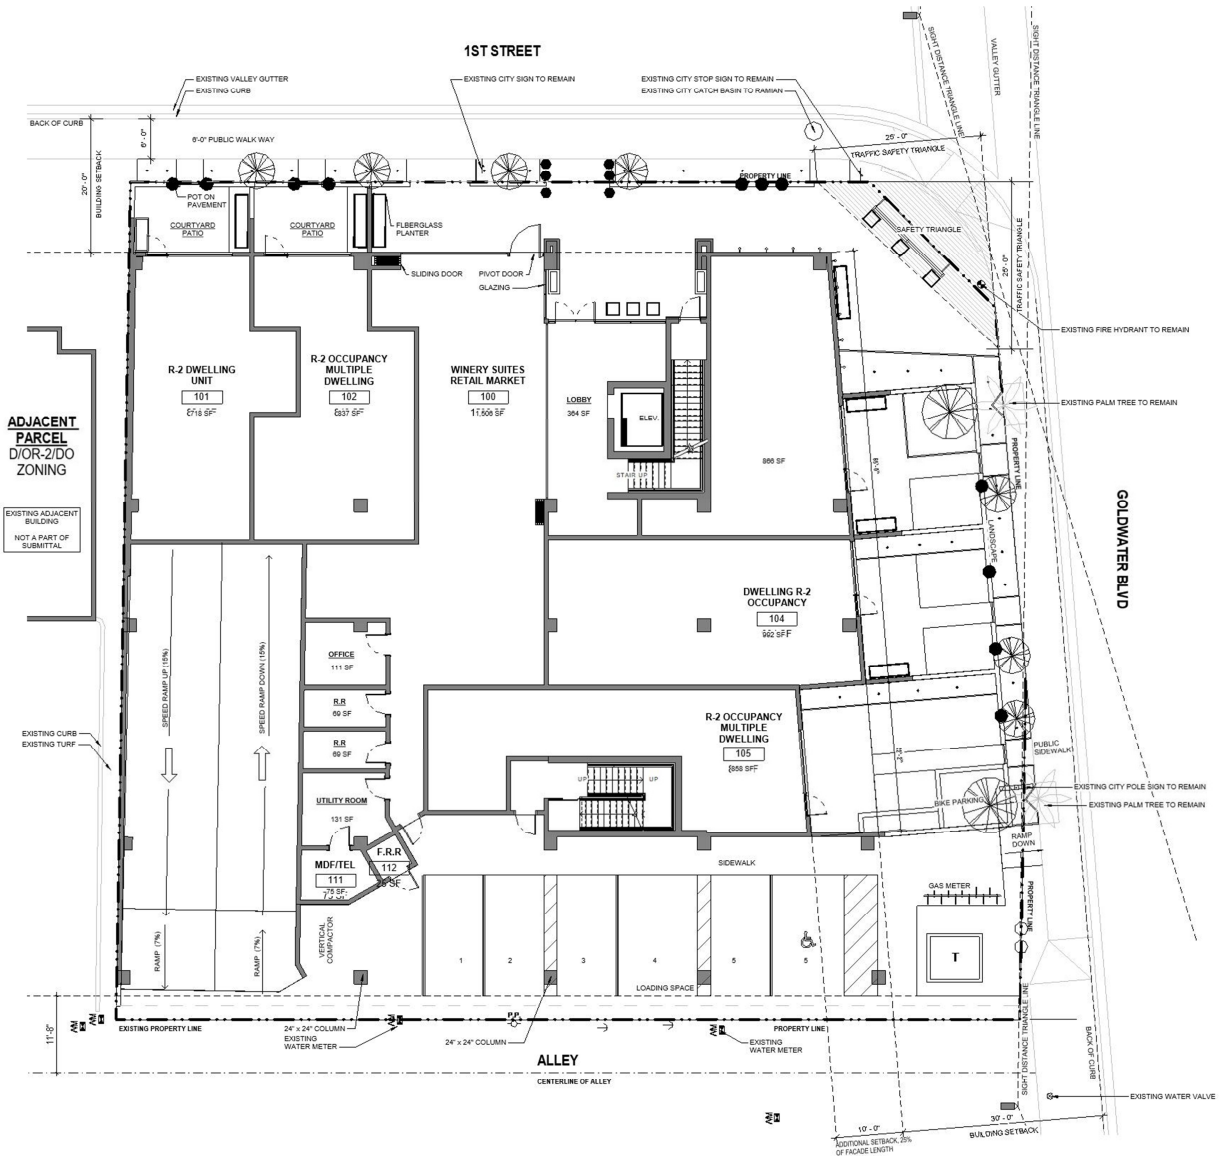 1ST STREET
EXISTING VALLEY GUTTER
EXISTING CURB
EXISTING CITY SIGN TO REMAIN
EXISTING CITY STOP SIGN TO REMAIN
EXISTING CITY CATCH BASIN TO RAMIAN
SIGHT DISTANCE TRIANGLE LINE
VALLEY GUTTER
SIGHT DISTANCE TRIANGLE LINE
BACK OF CURB
6'-0"
6'-0" PUBLIC WALK WAY
20'-0"
BUILDING SETBACK
25'-0"
TRAFFIC SAFETY TRIANGLE
PROPERTY LINE
POT ON
PAVEMENT
COURTYARD
PATIO
COURTYARD
PATIO
FLBERGLASS
PLANTER
SAFETY TRIANGLE
25'-0"
TRAFFIC SAFETY TRIANGLE
SLIDING DOOR
PIVOT DOOR
GLAZING
EXISTING FIRE HYDRANT TO REMAIN
R-2 DWELLING
UNIT
101
R-2 OCCUPANCY
MULTIPLE
DWELLING
102
WINERY SUITES
RETAIL MARKET
100
LOBBY
364 SF
ELEV.
STAIR UP
866 SF
EXISTING PALM TREE TO REMAIN
PROPERTY LINE
LANDSCAPE
GOLDWATER BLVD
ADJACENT
PARCEL
D/OR-2/DO
ZONING
EXISTING ADJACENT
BUILDING
NOT A PART OF
SUBMITTAL
DWELLING R-2
OCCUPANCY
104
SPEED RAMP UP (15%)
SPEED RAMP DOWN (15%)
OFFICE
111 SF
R.R
69 SF
R.R
69 SF
UTILITY ROOM
131 SF
MDF/TEL
111
75 SF
F.R.R
112
R-2 OCCUPANCY
MULTIPLE
DWELLING
105
UP
UP
EXISTING CURB
EXISTING TURF
PUBLIC
SIDEWALK
EXISTING CITY POLE SIGN TO REMAIN
EXISTING PALM TREE TO REMAIN
BIKE PARKING
RAMP
DOWN
SIDEWALK
GAS METER
PROPERTY LINE
RAMP (7%)
RAMP (7%)
VERTICAL
COMPACTOR
1
2
3
4
5
5
T
LOADING SPACE
11'-8"
EXISTING PROPERTY LINE
24" x 24" COLUMN
EXISTING
WATER METER
P.P.
24" x 24" COLUMN
EXISTING
WATER METER
PROPERTY LINE
ALLEY
CENTERLINE OF ALLEY
SIGHT DISTANCE TRIANGLE LINE
BACK OF CURB
EXISTING WATER VALVE
10'-0"
30'-0"
ADDITIONAL SETBACK, 25%
OF FACADE LENGTH
BUILDING SETBACK